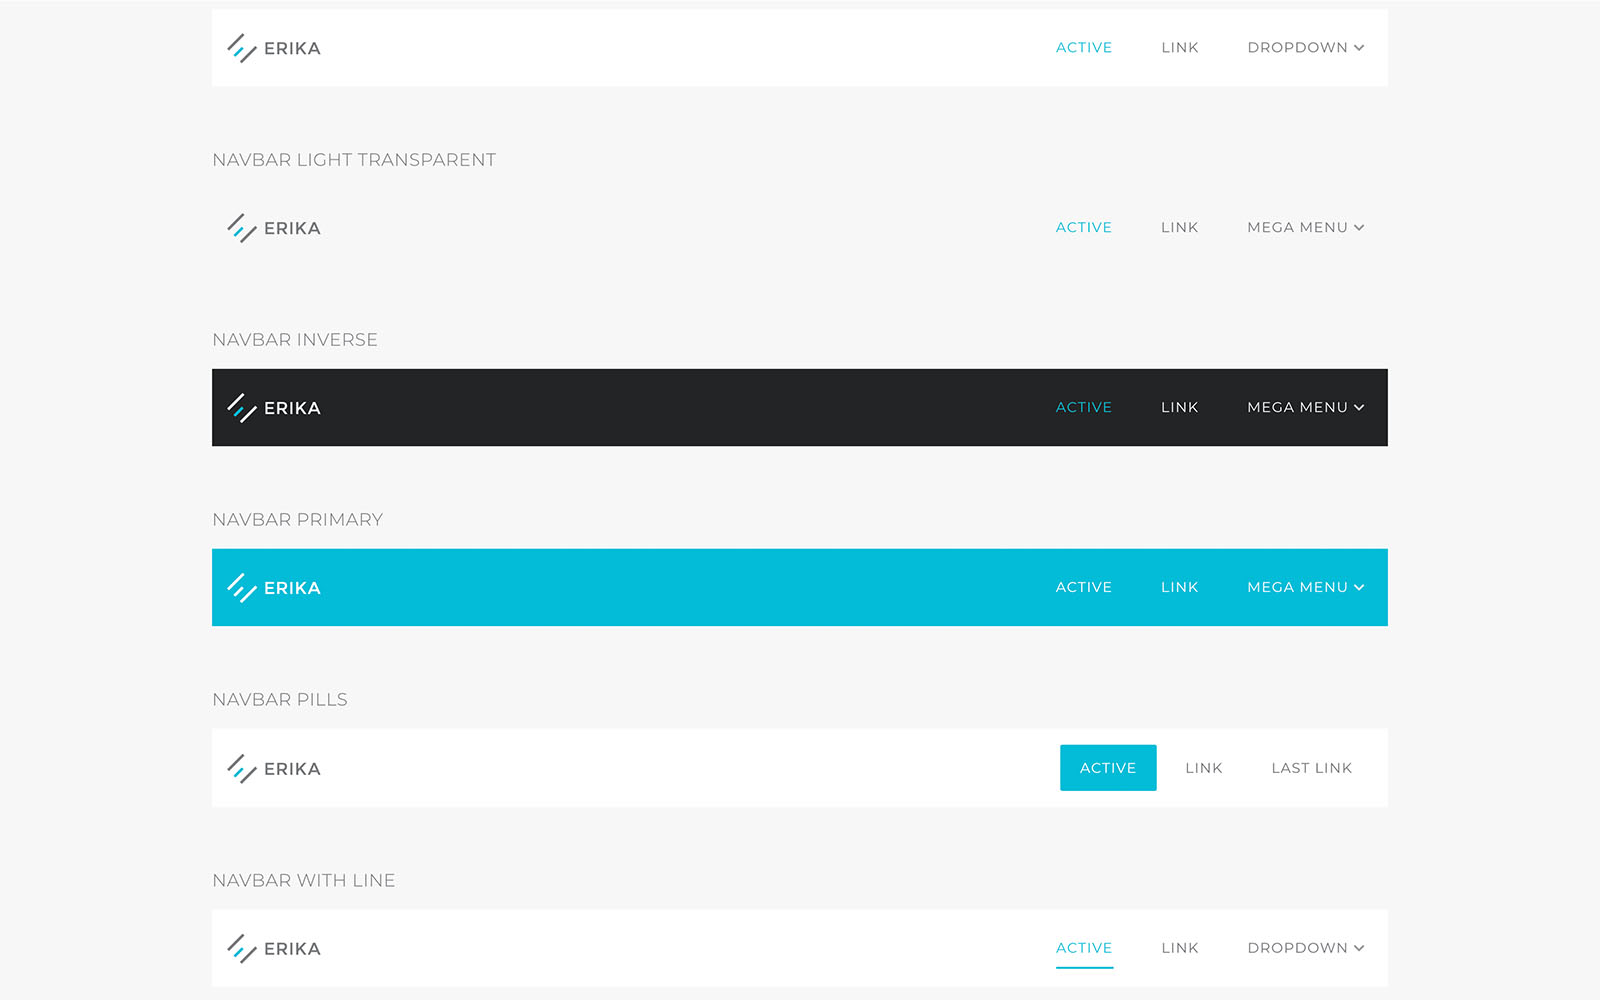 ERIKA ACTIVE LINK DROPDOWN
NAVBAR LIGHT TRANSPARENT
ERIKA ACTIVE LINK MEGA MENU
NAVBAR INVERSE
ERIKA ACTIVE LINK MEGA MENU
NAVBAR PRIMARY
ERIKA ACTIVE LINK MEGA MENU
NAVBAR PILLS
ERIKA ACTIVE LINK LAST LINK
NAVBAR WITH LINE
ERIKA ACTIVE LINK DROPDOWN